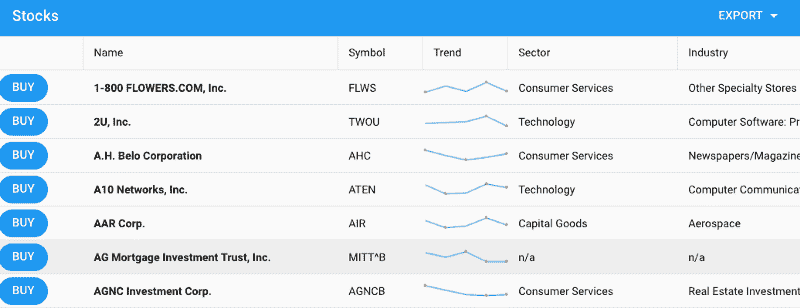 Stocks EXPORT
Name Symbol Trend Sector Industry
BUY 1-800 FLOWERS.COM, Inc. FLWS Consumer Services Other Specialty Stores
BUY 2U, Inc. TWOU Technology Computer Software: Pr
BUY A.H. Belo Corporation AHC Consumer Services Newspapers/Magazine
BUY A10 Networks, Inc. ATEN Technology Computer Communicat
BUY AAR Corp. AIR Capital Goods Aerospace
BUY AG Mortgage Investment Trust, Inc. MITT^B n/a n/a
BUY AGNC Investment Corp. AGNCB Consumer Services Real Estate Investment